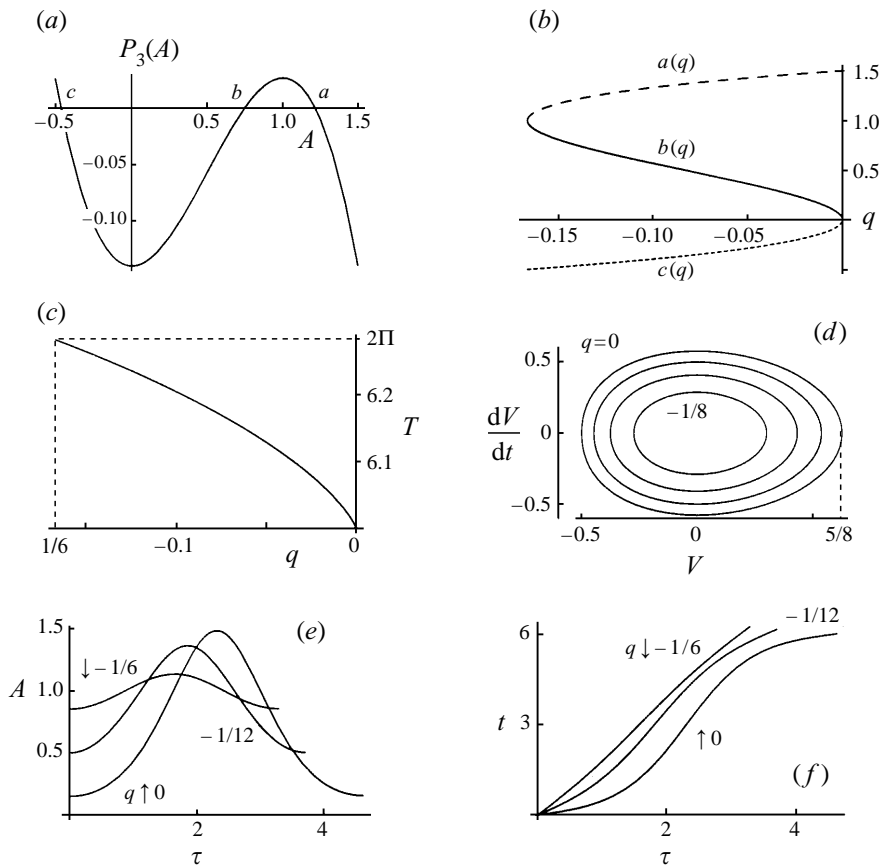 (a)
P3(A)
c
b
a
−0.5
0.5
1.0
1.5
A
−0.05
−0.10
(b)
a(q)
1.5
1.0
b(q)
0.5
q
−0.15
−0.10
−0.05
c(q)
(c)
2Π
6.2
T
6.1
1/6
−0.1
0
q
(d)
q=0
0.5
−1/8
dV
dt
0
−0.5
−0.5
0
5/8
V
(e)
1.5
↓−1/6
A
1.0
−1/12
0.5
q↑0
2
4
τ
6
−1/12
q↓−1/6
t
3
↑0
(f)
2
4
τ